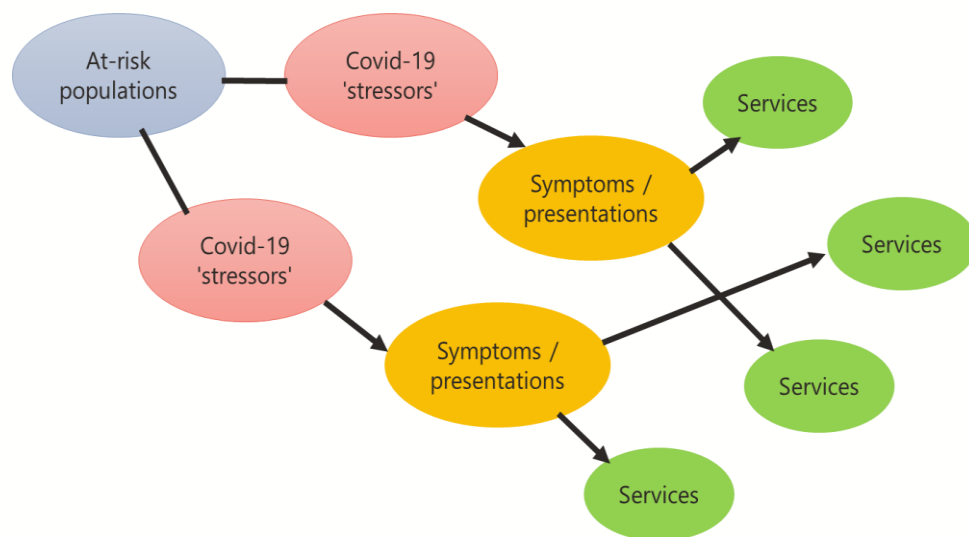 At-risk
populations
Covid-19
'stressors'
Services
Symptoms /
presentations
Covid-19
'stressors'
Services
Symptoms /
presentations
Services
Services